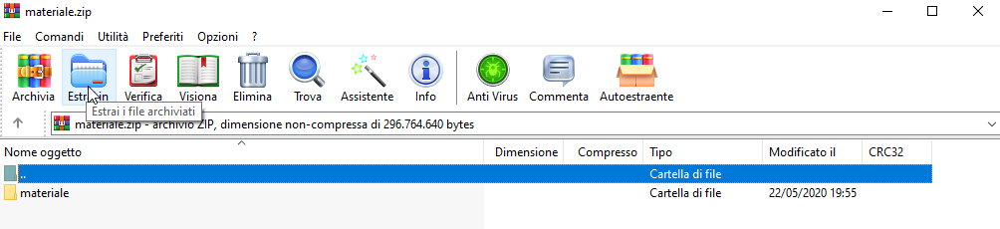 materiale.zip
File Comandi Utilità Preferiti Opzioni ?
Archivia Estrai in Verifica Visiona Elimina Trova Assistente Info Anti Virus Commenta Autoestraente
Estrai i file archiviati
materiale.zip - archivio ZIP, dimensione non-compressa di 296.764.640 bytes
Nome oggetto Dimensione Compresso Tipo Modificato il CRC32
.. Cartella di file
materiale Cartella di file 22/05/2020 19:55